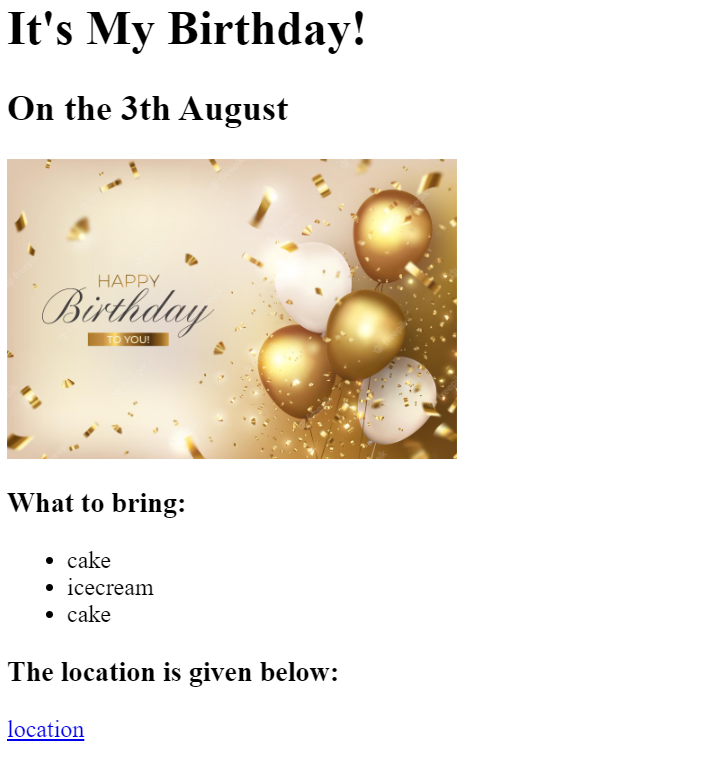 It's My Birthday!
On the 3th August
HAPPY
Birthday
TO YOU!
What to bring:
cake
icecream
cake
The location is given below:
location